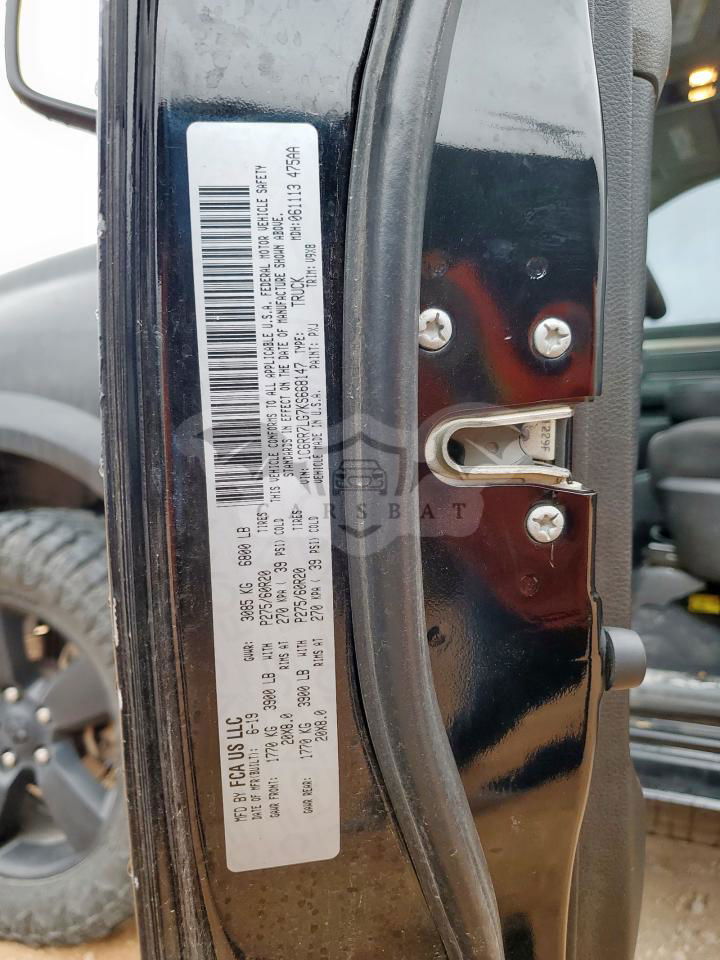 MFD BY FCA US LLC
DATE OF MFR(BUILT): 6-19 GVWR: 3085 KG 6800 LB
GAWR FRONT: 1770 KG 3900 LB WITH P275/60R20 TIRES
20X8.0 RIMS AT 270 KPA ( 39 PSI) COLD
GAWR REAR: 1770 KG 3900 LB WITH P275/60R20 TIRES
20X8.0 RIMS AT 270 KPA ( 39 PSI) COLD
THIS VEHICLE CONFORMS TO ALL APPLICABLE U.S.A. FEDERAL MOTOR VEHICLE SAFETY
STANDARDS IN EFFECT ON THE DATE OF MANUFACTURE SHOWN ABOVE.
VIN: 1C6RR7LG7KS668147 TYPE: TRUCK MDH:061113 475AA
VEHICLE MADE IN U.S.A. PAINT: PXJ TRIM: V9X8
CARSBAT
229F